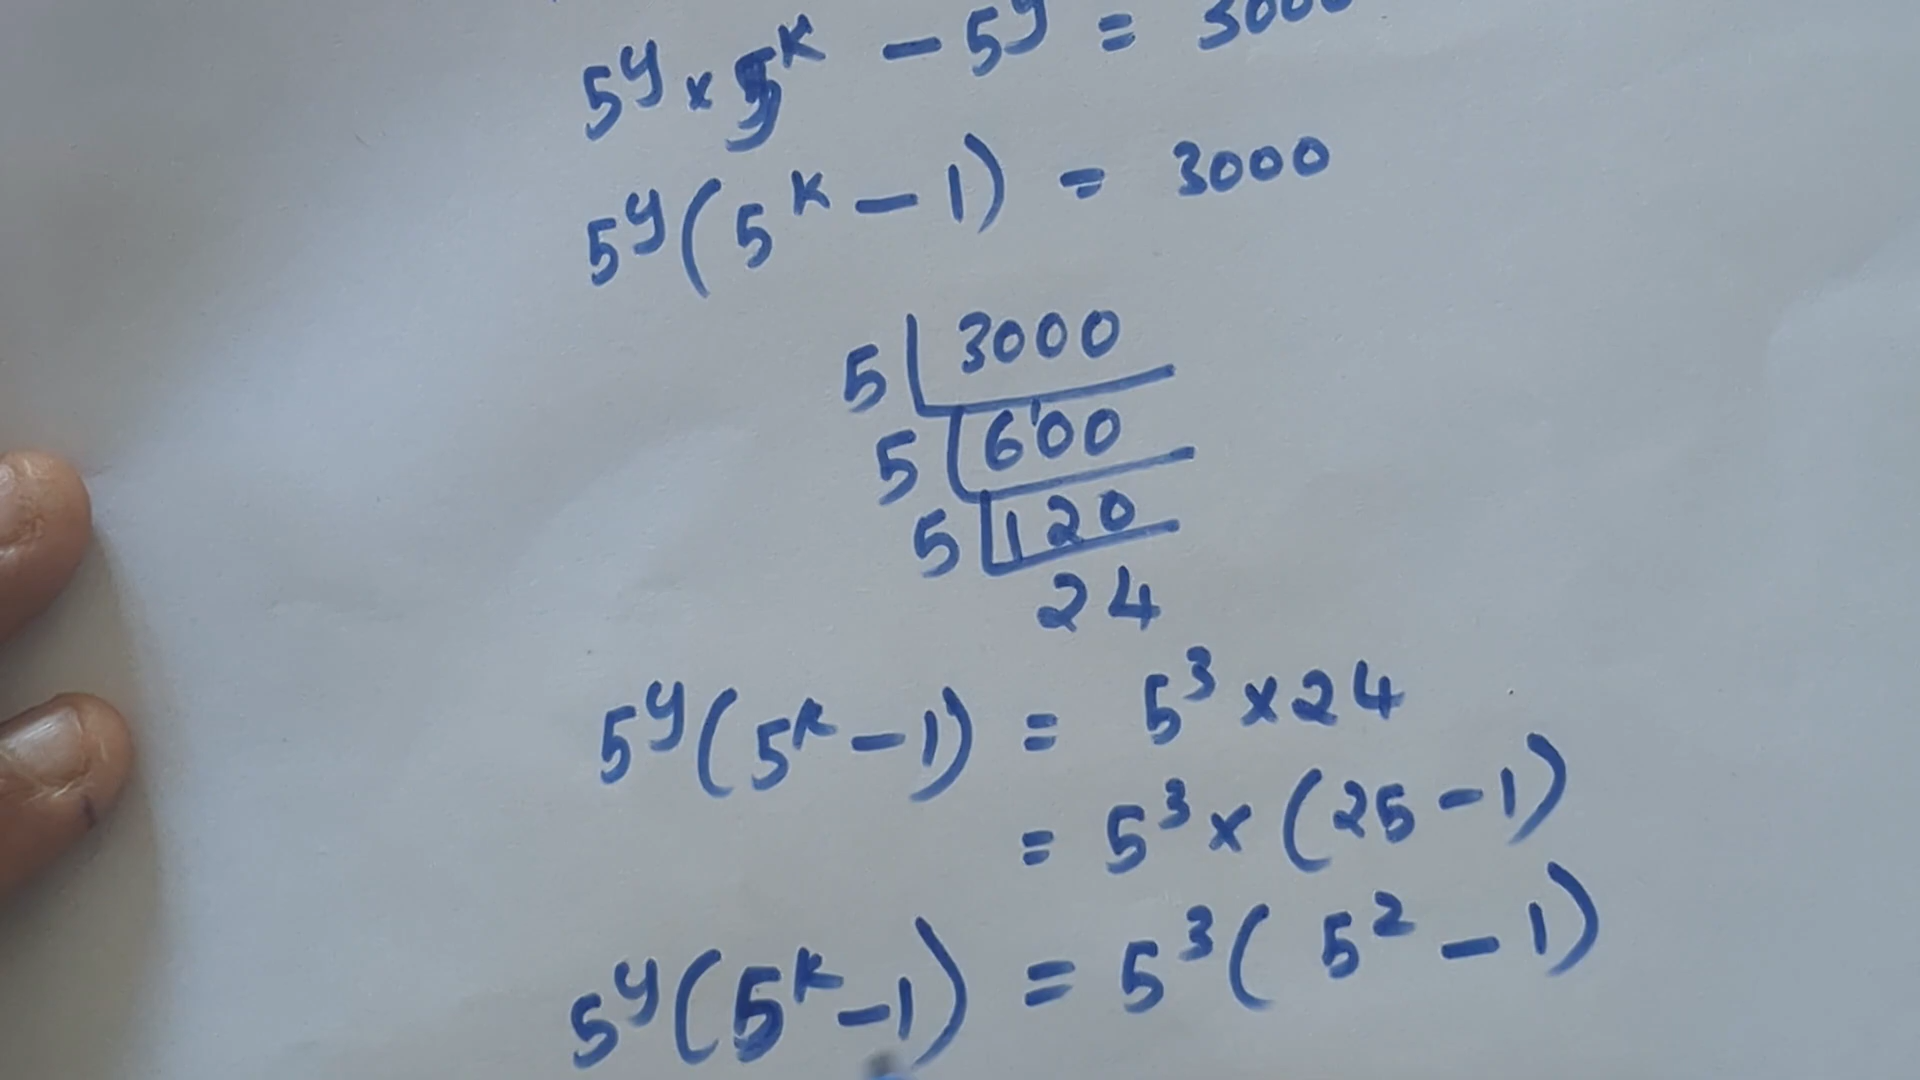 5^y × 5^k − 5^y = 3000
5^y(5^k − 1) = 3000
5 | 3000
5 | 600
5 | 120
24
5^y(5^k − 1) = 5^3 × 24
= 5^3 × (25 − 1)
5^y(5^k − 1) = 5^3(5^2 − 1)